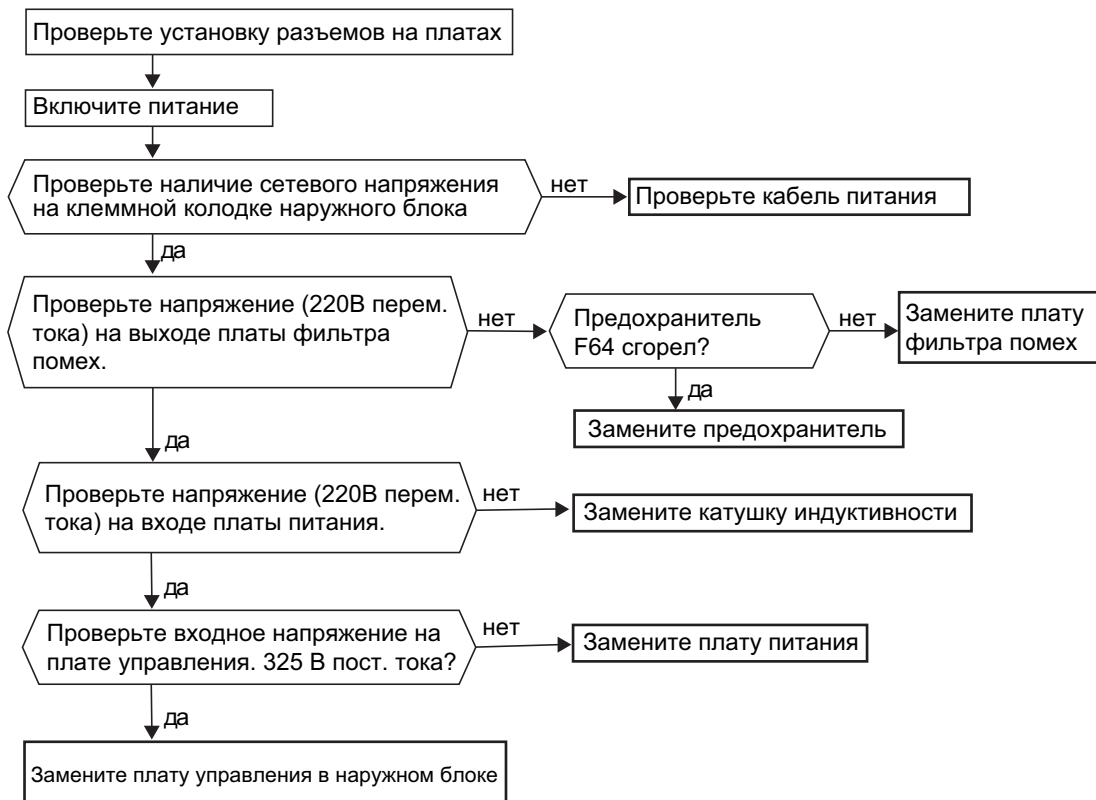 Проверьте установку разъемов на платах
Включите питание
Проверьте наличие сетевого напряжения
на клеммной колодке наружного блока
нет
Проверьте кабель питания
да
Проверьте напряжение (220В перем.
тока) на выходе платы фильтра
помех.
нет
Предохранитель
F64 сгорел?
нет
Замените плату
фильтра помех
да
Замените предохранитель
да
Проверьте напряжение (220В перем.
тока) на входе платы питания.
нет
Замените катушку индуктивности
да
Проверьте входное напряжение на
плате управления. 325 В пост. тока?
нет
Замените плату питания
да
Замените плату управления в наружном блоке